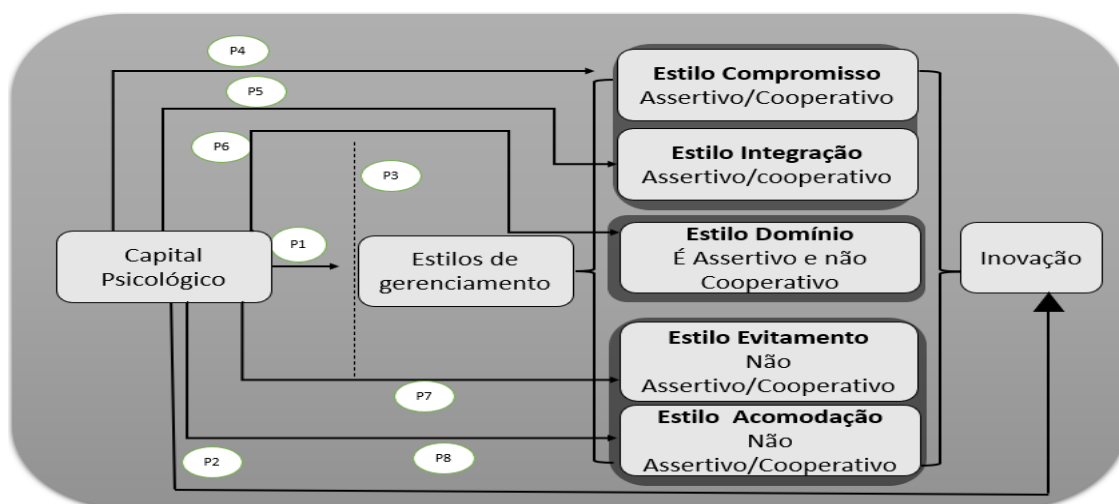 P4
P5
P6
P3
P1
Capital
Psicológico
Estilos de
gerenciamento
Estilo Compromisso
Assertivo/Cooperativo
Estilo Integração
Assertivo/cooperativo
Estilo Domínio
É Assertivo e não
Cooperativo
Estilo Evitamento
Não
Assertivo/Cooperativo
Estilo Acomodação
Não
Assertivo/Cooperativo
Inovação
P7
P2
P8